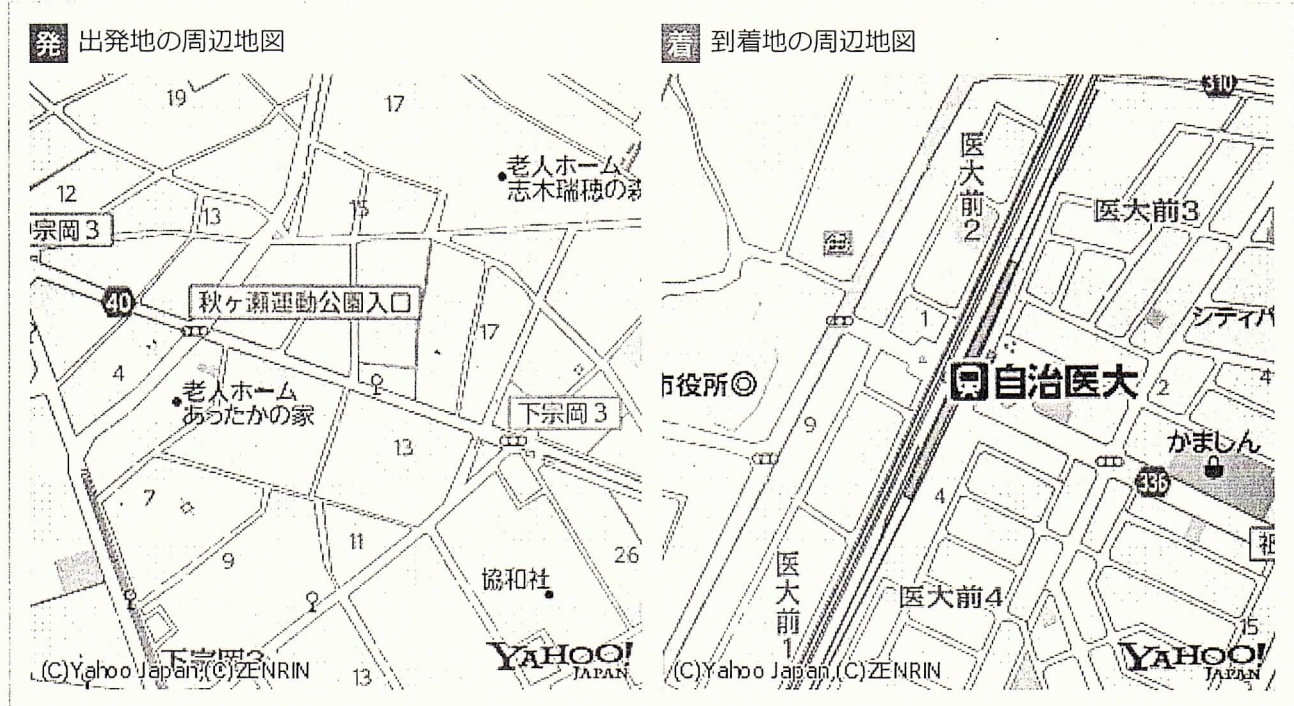 発 出発地の周辺地図
19
17
老人ホーム
志木瑞穂の森
12
13
15
宗岡3
40
秋ヶ瀬運動公園入口
17
4
老人ホーム
あったかの家
下宗岡3
13
7
11
9
26
協和社
下宗岡2
13
(C)Yahoo Japan,(C)ZENRIN
YAHOO!
JAPAN
着 到着地の周辺地図
310
医大前2
医大前3
シティパ
1
自治医大
市役所
2
4
9
かましん
336
4
医大前1
医大前4
15
(C)Yahoo Japan,(C)ZENRIN
YAHOO!
JAPAN